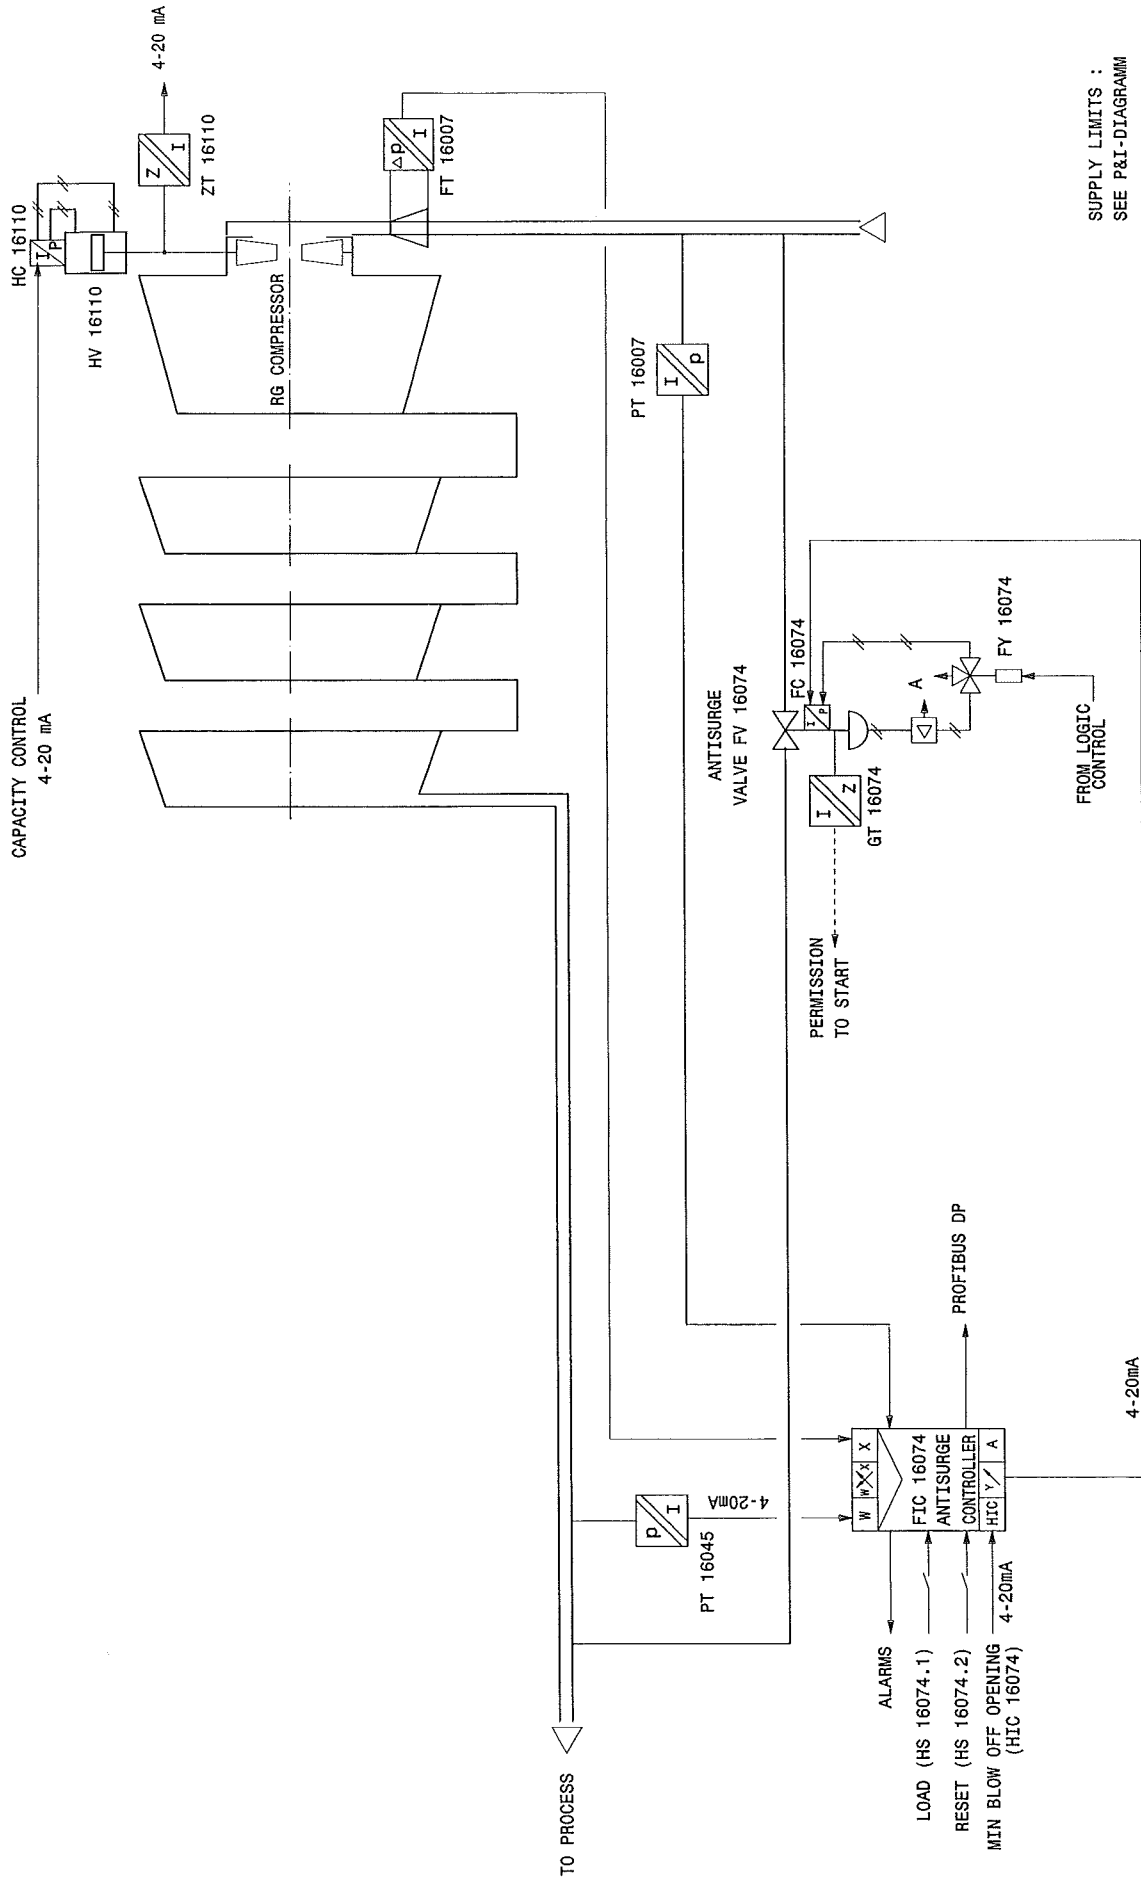 CAPACITY CONTROL
4-20 mA
HC 16110
I
P
HV 16110
4-20 mA
Z
I
ZT 16110
RG COMPRESSOR
Δp
I
FT 16007
PT 16007
I
p
ANTISURGE
VALVE FV 16074
FC 16074
I
P
I
Z
GT 16074
A
FY 16074
FROM LOGIC
CONTROL
PERMISSION
TO START
TO PROCESS
p
I
PT 16045
4-20mA
W
W X
X
FIC 16074
ANTISURGE
CONTROLLER
HIC
Y
A
PROFIBUS DP
ALARMS
LOAD (HS 16074.1)
RESET (HS 16074.2)
MIN BLOW OFF OPENING
(HIC 16074)
4-20mA
4-20mA
SUPPLY LIMITS :
SEE P&I-DIAGRAMM